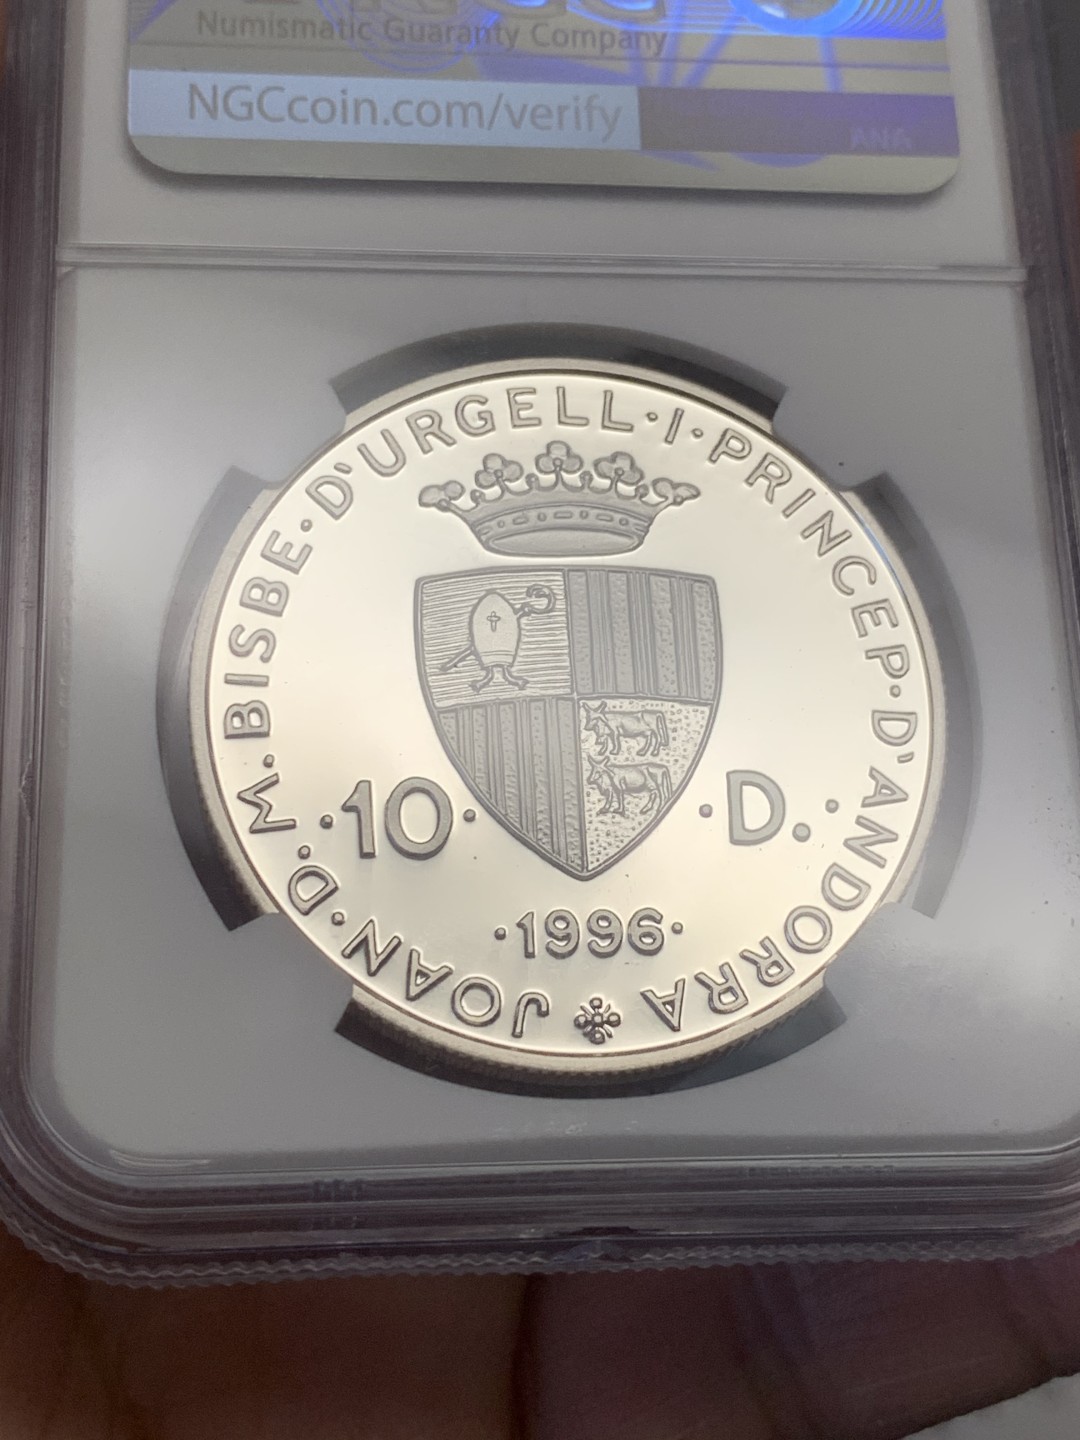 Numismatic Guaranty Company
NGCcoin.com/verify
JOAN·D.M.BISBE·D'URGELL·I·PRINCEP·D'ANDORRA
·10· ·D.·
·1996·